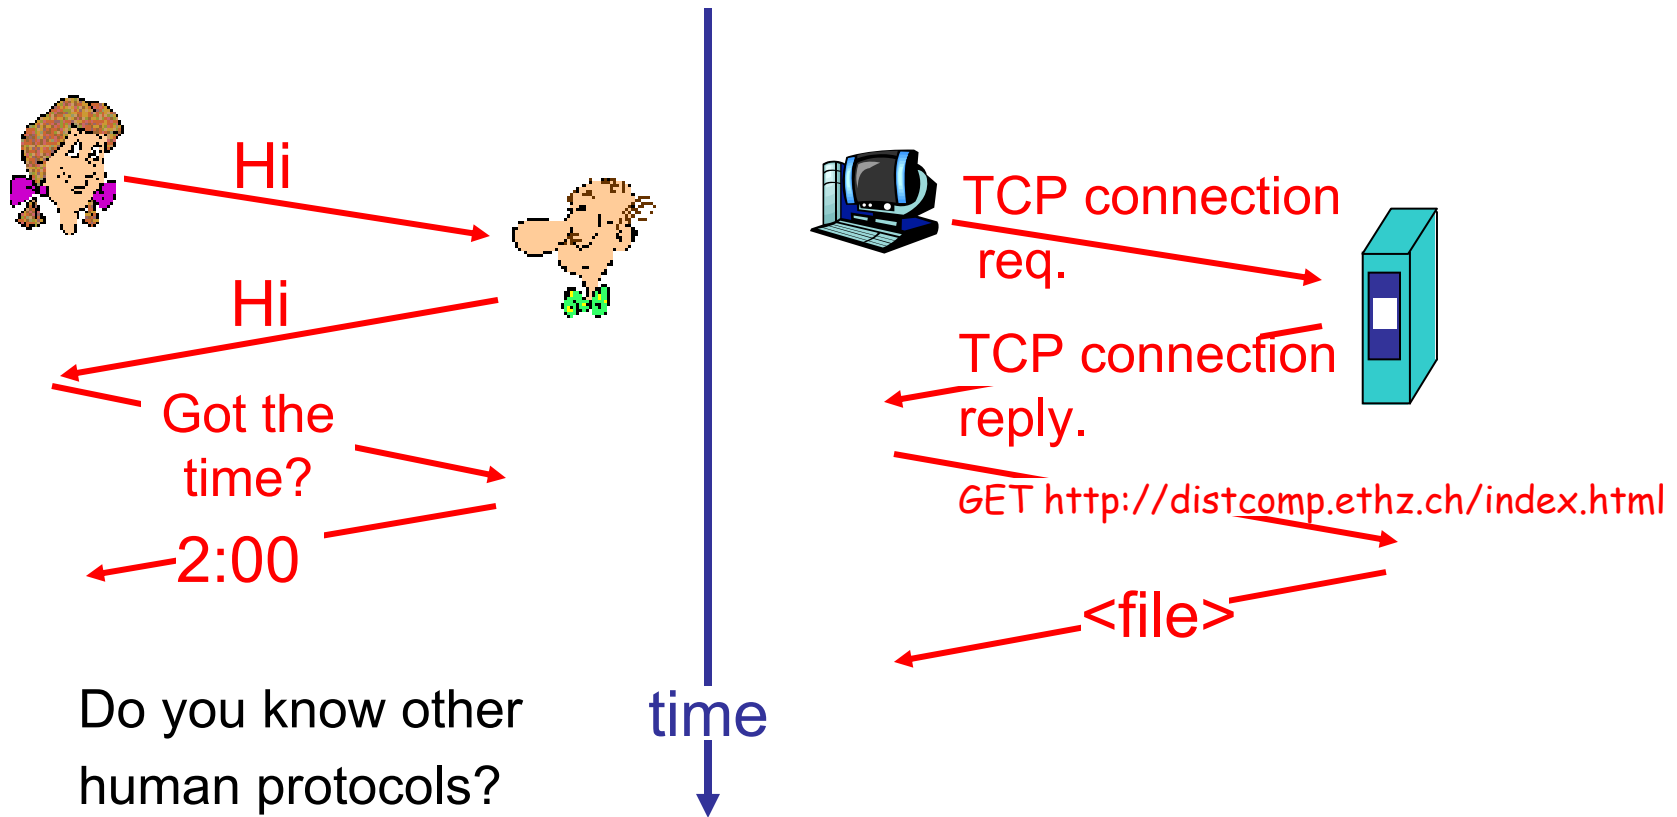 Hi
Hi
Got the
time?
2:00
Do you know other
human protocols?
time
TCP connection
req.
TCP connection
reply.
GET http://distcomp.ethz.ch/index.html
<file>